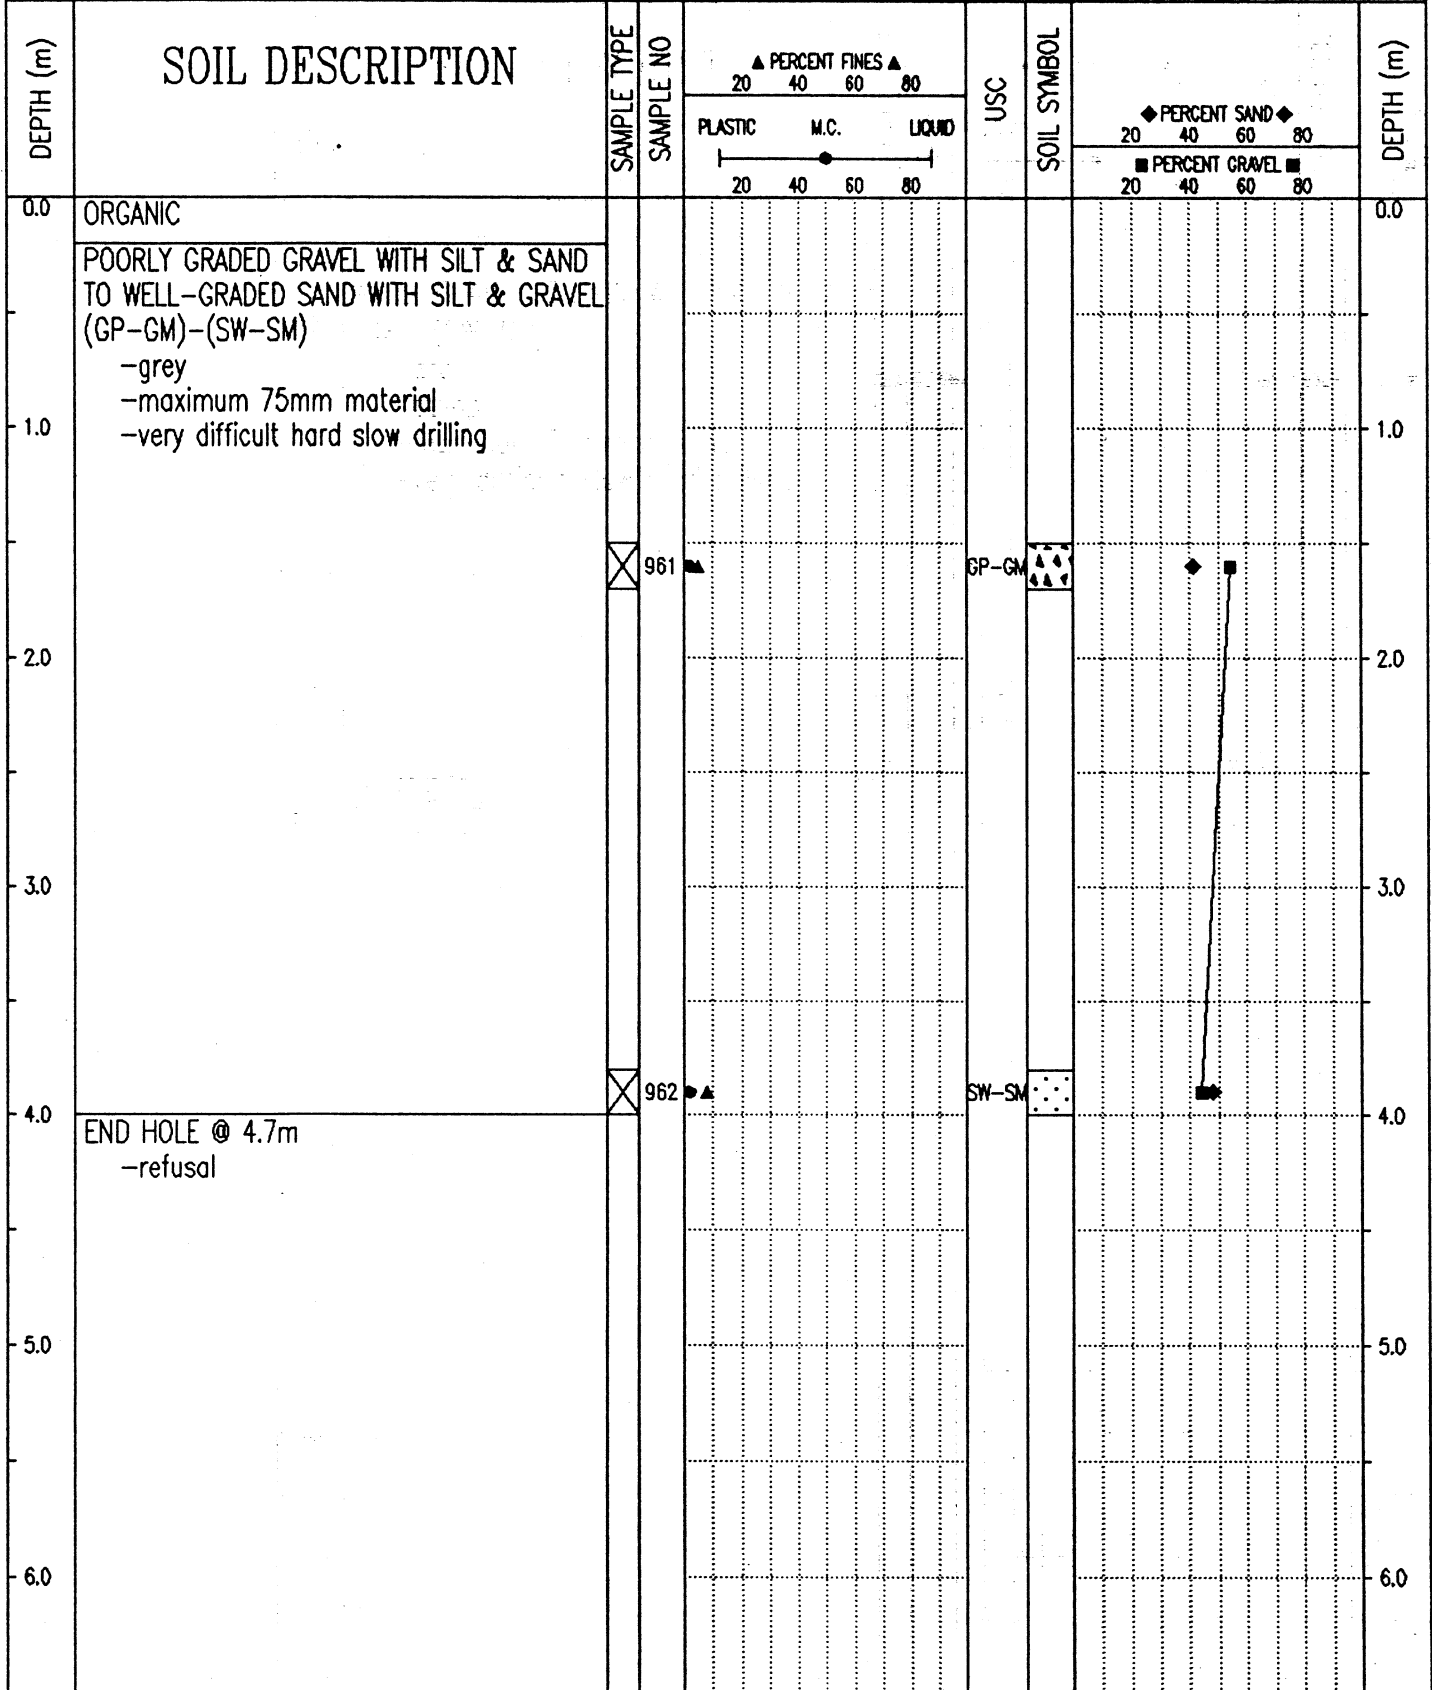 DEPTH (m)
SOIL DESCRIPTION
SAMPLE TYPE
SAMPLE NO
▲ PERCENT FINES ▲
20 40 60 80
PLASTIC M.C. LIQUID
20 40 60 80
USC
SOIL SYMBOL
◆ PERCENT SAND ◆
20 40 60 80
■ PERCENT GRAVEL ■
20 40 60 80
DEPTH (m)
0.0 ORGANIC 0.0
POORLY GRADED GRAVEL WITH SILT & SAND
TO WELL-GRADED SAND WITH SILT & GRAVEL
(GP-GM)-(SW-SM)
-grey
-maximum 75mm material
1.0 -very difficult hard slow drilling 1.0
961 GP-GM
2.0 2.0
3.0 3.0
962 SW-SM
4.0 4.0
END HOLE @ 4.7m
-refusal
5.0 5.0
6.0 6.0